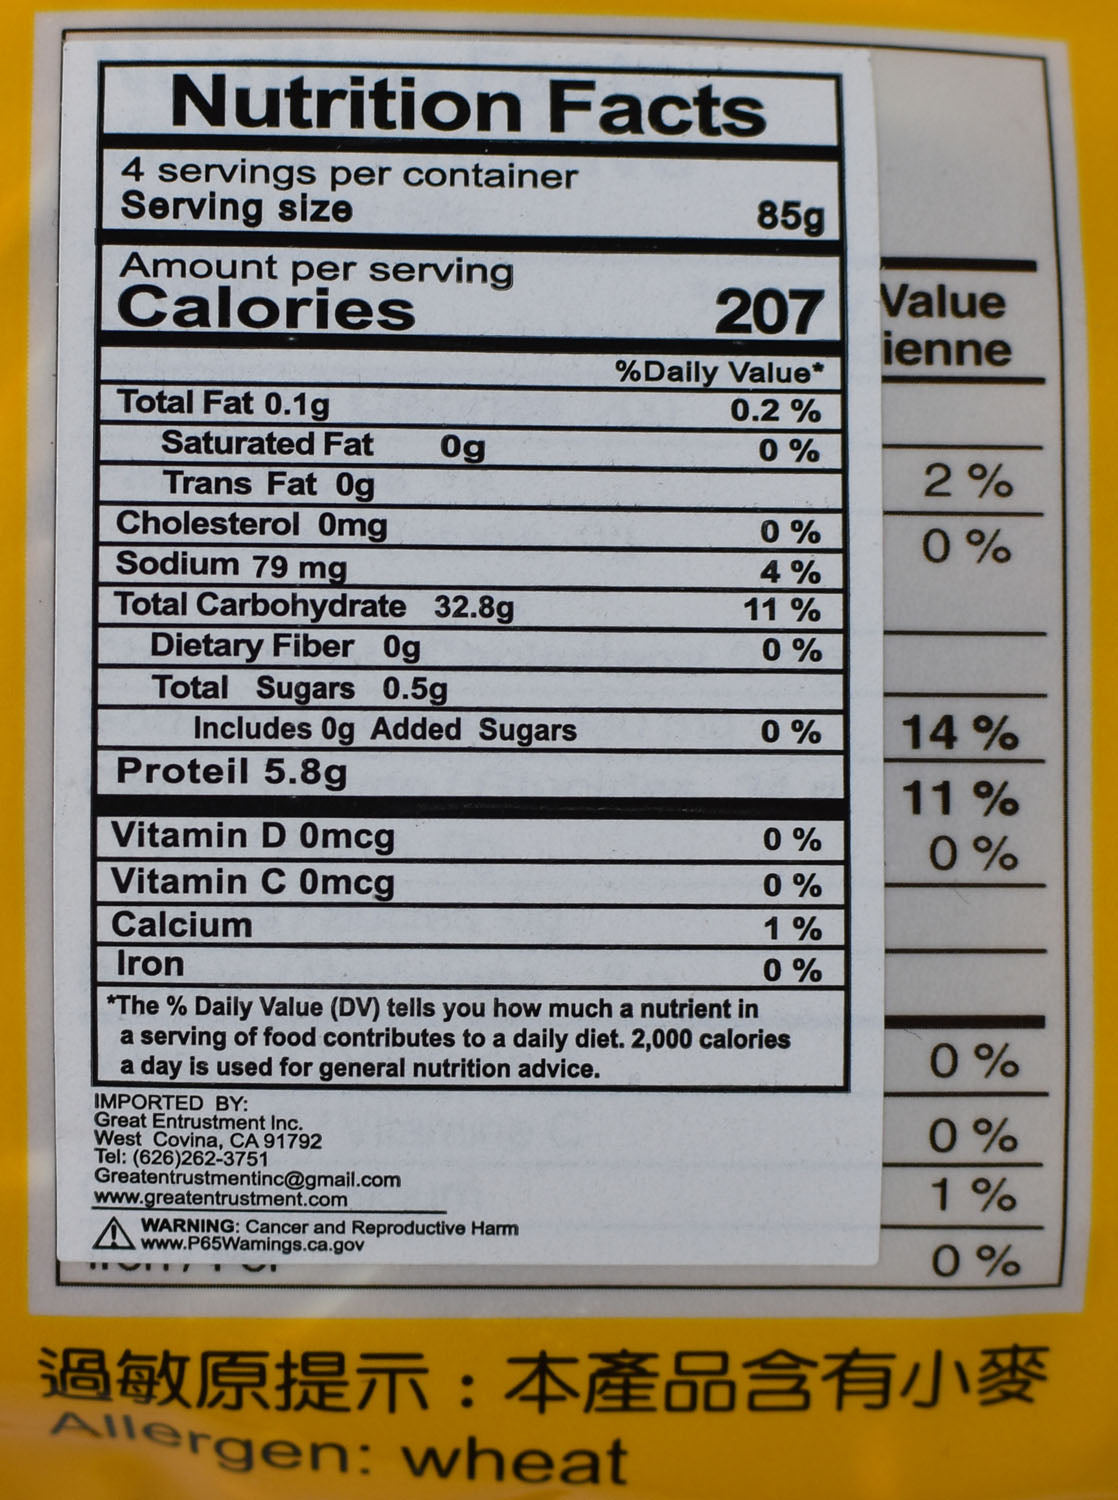 Nutrition Facts
4 servings per container
Serving size 85g
Amount per serving
Calories 207
%Daily Value*
Total Fat 0.1g 0.2 %
Saturated Fat 0g 0 %
Trans Fat 0g
Cholesterol 0mg 0 %
Sodium 79 mg 4 %
Total Carbohydrate 32.8g 11 %
Dietary Fiber 0g 0 %
Total Sugars 0.5g
Includes 0g Added Sugars 0 %
Proteil 5.8g
Vitamin D 0mcg 0 %
Vitamin C 0mcg 0 %
Calcium 1 %
Iron 0 %
*The % Daily Value (DV) tells you how much a nutrient in
a serving of food contributes to a daily diet. 2,000 calories
a day is used for general nutrition advice.
IMPORTED BY:
Great Entrustment Inc.
West Covina, CA 91792
Tel: (626)262-3751
Greatentrustmentinc@gmail.com
www.greatentrustment.com
WARNING: Cancer and Reproductive Harm
www.P65Warnings.ca.gov
Value
ienne
2 %
0 %
14 %
11 %
0 %
0 %
0 %
1 %
0 %
過敏原提示：本產品含有小麥
Allergen: wheat